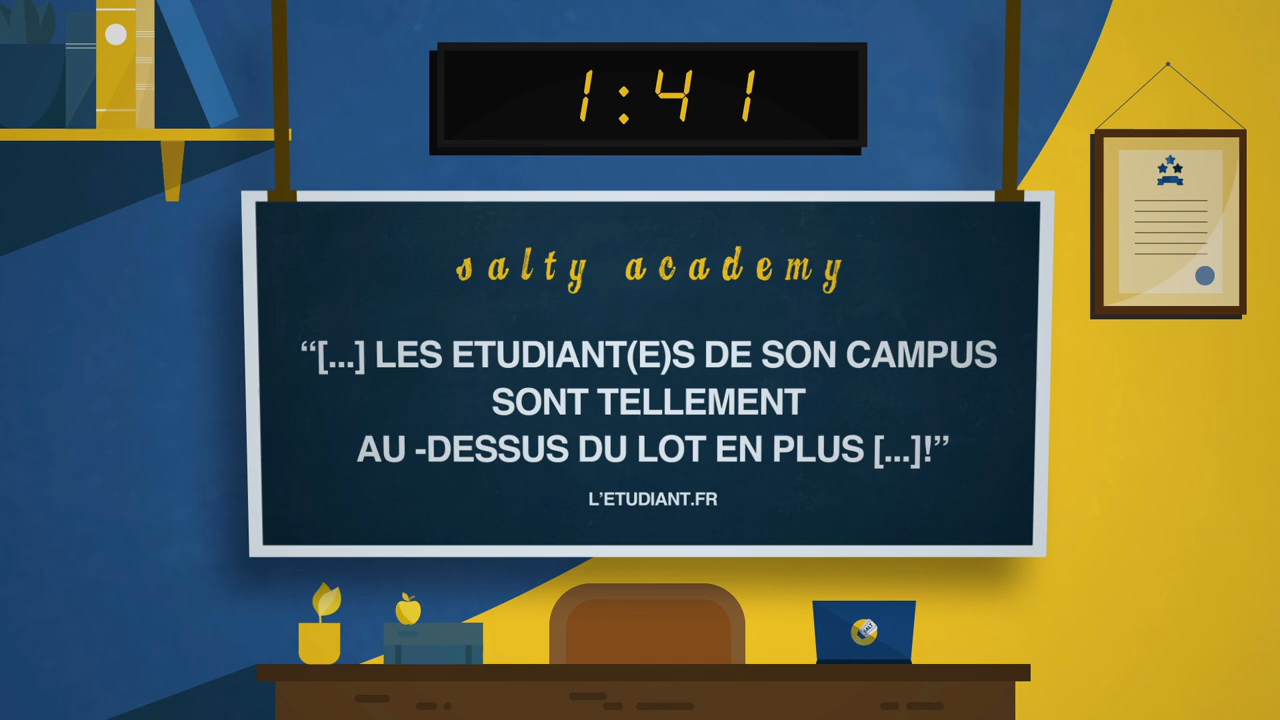 1:41
salty academy
“[...] LES ETUDIANT(E)S DE SON CAMPUS
SONT TELLEMENT
AU -DESSUS DU LOT EN PLUS [...]!”
L’ETUDIANT.FR
SALT